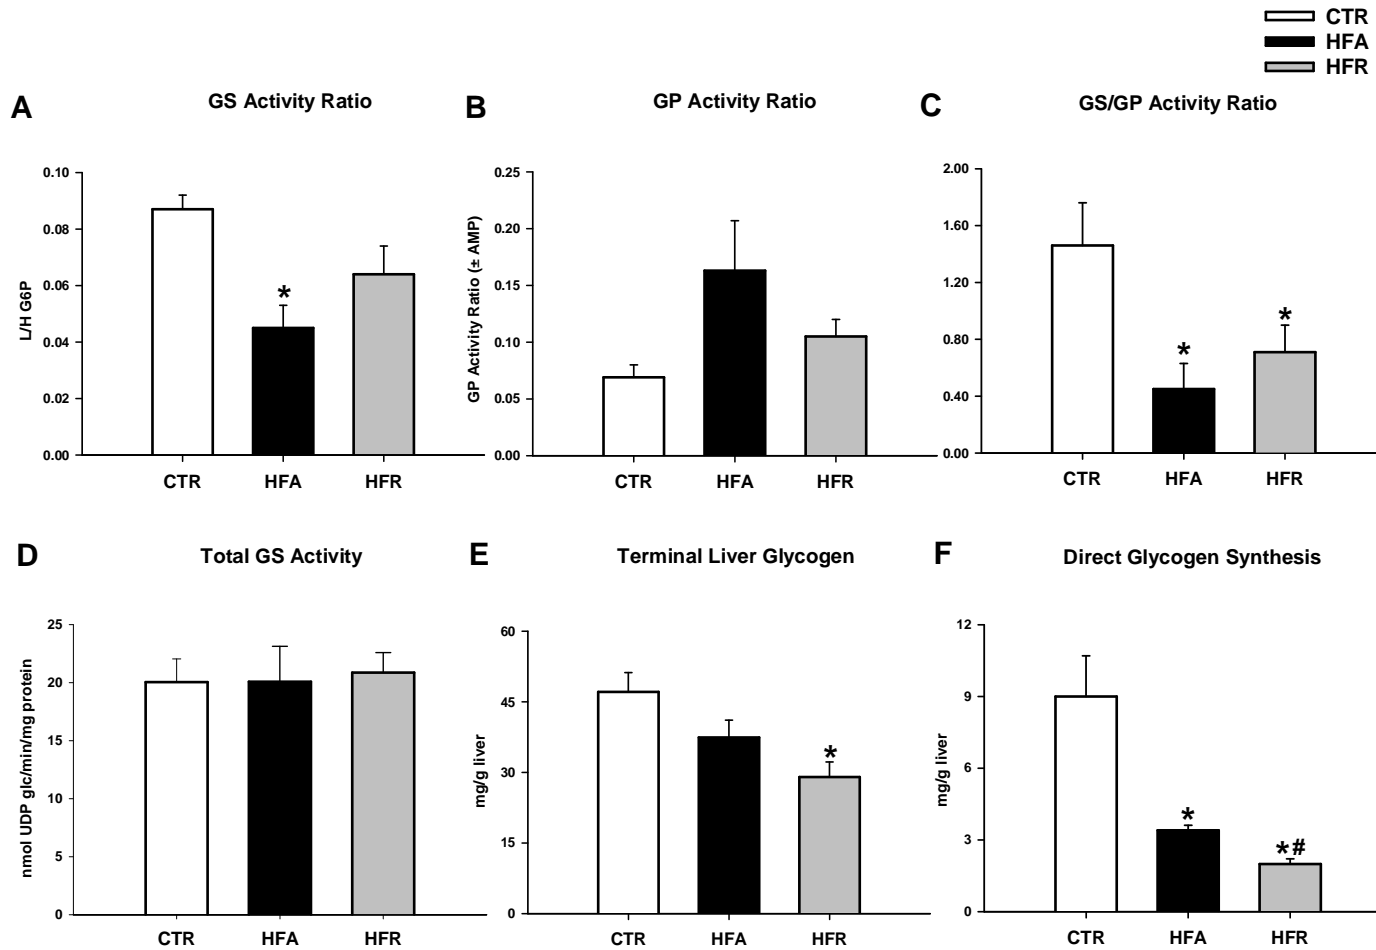 CTR
HFA
HFR
A
GS Activity Ratio
L/H G6P
0.10
0.08
0.06
0.04
0.02
0.00
*
CTR HFA HFR
B
GP Activity Ratio
GP Activity Ratio (± AMP)
0.25
0.20
0.15
0.10
0.05
0.00
CTR HFA HFR
C
GS/GP Activity Ratio
2.00
1.60
1.20
0.80
0.40
0.00
*
*
CTR HFA HFR
D
Total GS Activity
nmol UDP glc/min/mg protein
25
20
15
10
5
0
CTR HFA HFR
E
Terminal Liver Glycogen
mg/g liver
60
45
30
15
0
*
CTR HFA HFR
F
Direct Glycogen Synthesis
mg/g liver
12
9
6
3
0
*
*#
CTR HFA HFR